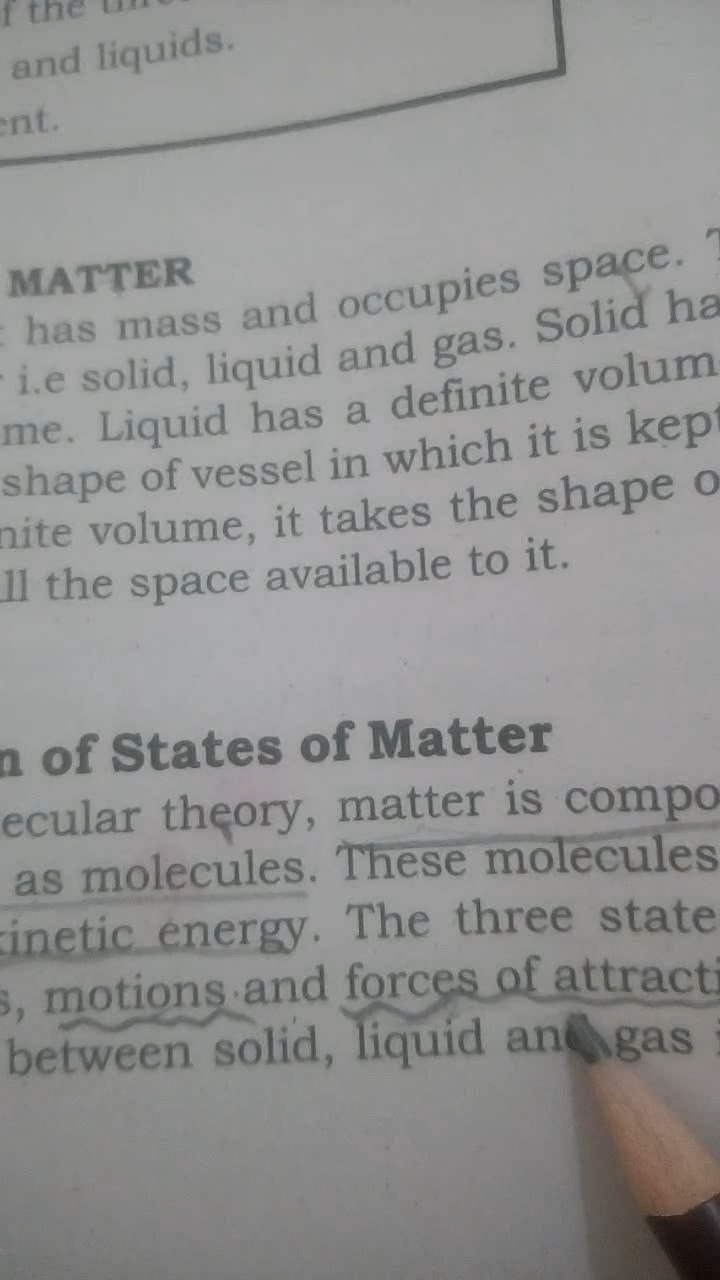 f the
and liquids.
ent.
MATTER
has mass and occupies space. T
i.e solid, liquid and gas. Solid ha
me. Liquid has a definite volum
shape of vessel in which it is kept
nite volume, it takes the shape o
ll the space available to it.
n of States of Matter
ecular theory, matter is compo
as molecules. These molecules
kinetic energy. The three state
s, motions and forces of attracti
between solid, liquid and gas